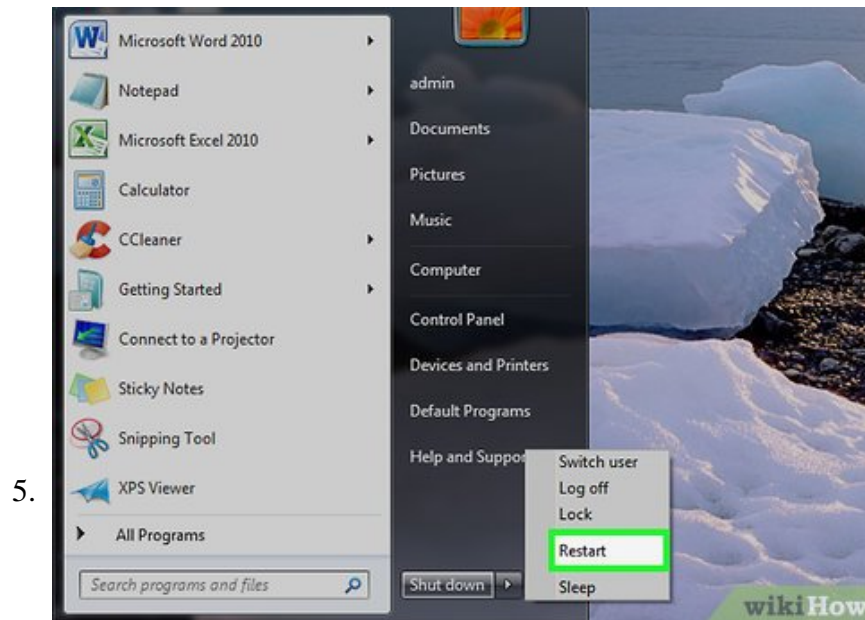 Microsoft Word 2010
Notepad
Microsoft Excel 2010
Calculator
CCleaner
Getting Started
Connect to a Projector
Sticky Notes
Snipping Tool
5.
XPS Viewer
All Programs
Search programs and files
admin
Documents
Pictures
Music
Computer
Control Panel
Devices and Printers
Default Programs
Help and Suppor
Shut down
Switch user
Log off
Lock
Restart
Sleep
wikiHow